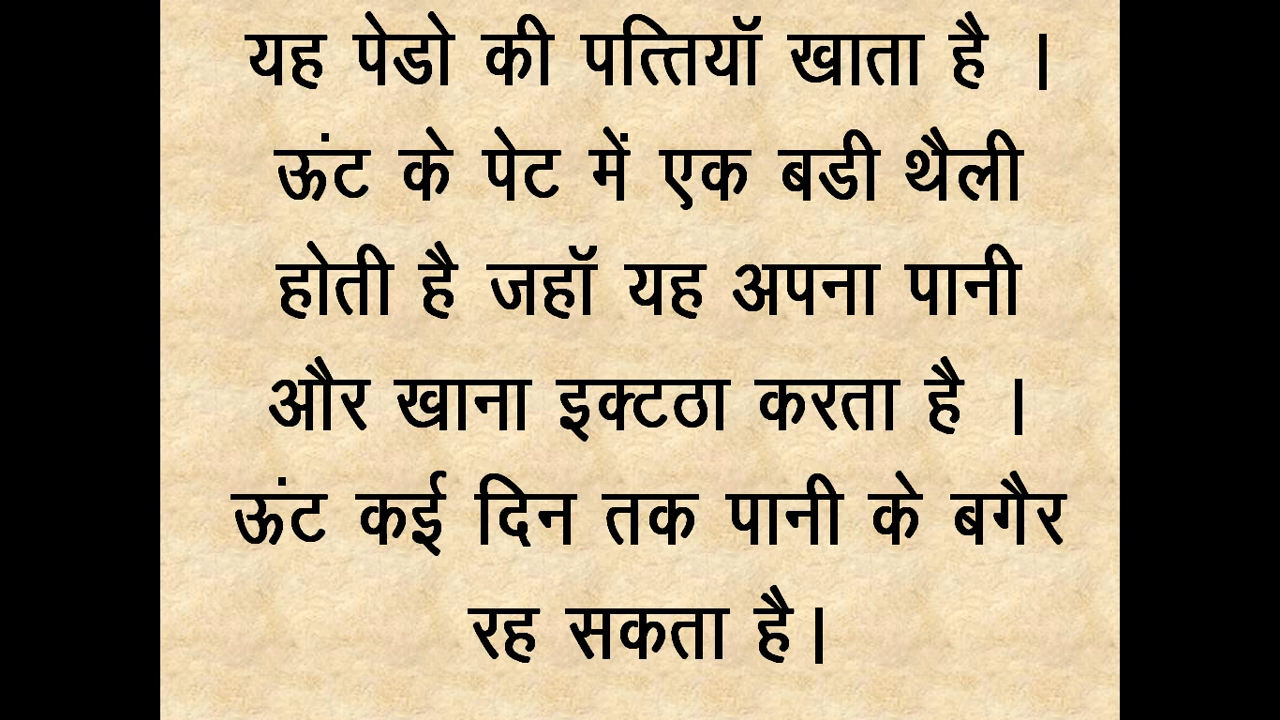 यह पेडो की पत्तियॉ खाता है ।
ऊंट के पेट में एक बडी थैली
होती है जहॉ यह अपना पानी
और खाना इक्टठा करता है ।
ऊंट कई दिन तक पानी के बगैर
रह सकता है।